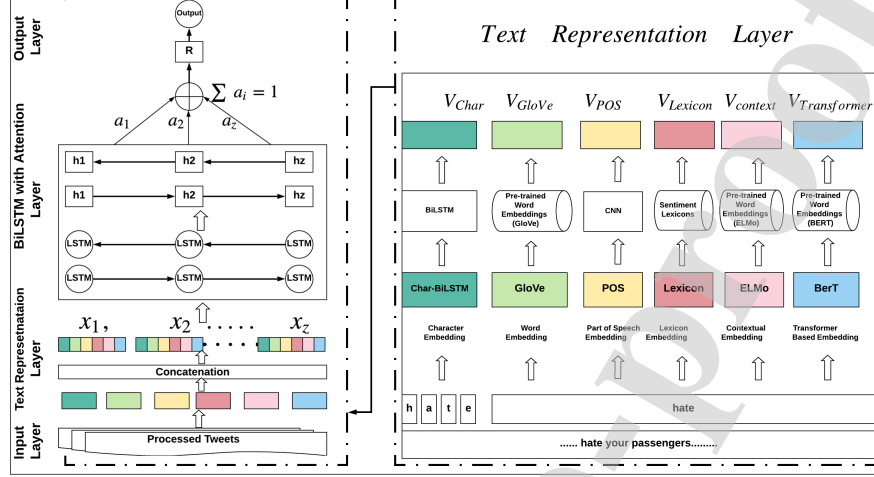 Output Layer
BiLSTM with Attention Layer
Text Represetnataion Layer
Input Layer
Output
R
∑ a_i = 1
a_1 a_2 a_z
h1 h2 hz
h1 h2 hz
LSTM LSTM LSTM
LSTM LSTM LSTM
x_1, x_2 ..... x_z
Concatenation
Processed Tweets
Text Representation Layer
V_Char V_GloVe V_POS V_Lexicon V_context V_Transformer
BiLSTM
Pre-trained
Word
Embeddings
(GloVe)
CNN
Sentiment
Lexicons
Pre-trained
Word
Embeddings
(ELMo)
Pre-trained
Word
Embeddings
(BERT)
Char-BiLSTM GloVe POS Lexicon ELMo BerT
Character
Embedding
Word
Embedding
Part of Speech
Embedding
Lexicon
Embedding
Contextual
Embedding
Transformer
Based Embedding
h a t e hate
...... hate your passengers.........